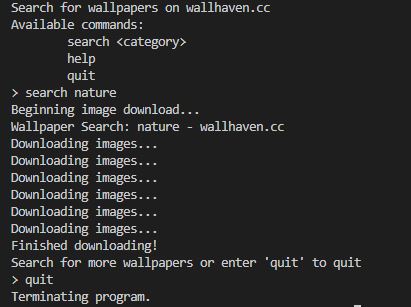 Search for wallpapers on wallhaven.cc
Available commands:
search <category>
help
quit
> search nature
Beginning image download...
Wallpaper Search: nature - wallhaven.cc
Downloading images...
Downloading images...
Downloading images...
Downloading images...
Downloading images...
Downloading images...
Finished downloading!
Search for more wallpapers or enter 'quit' to quit
> quit
Terminating program.